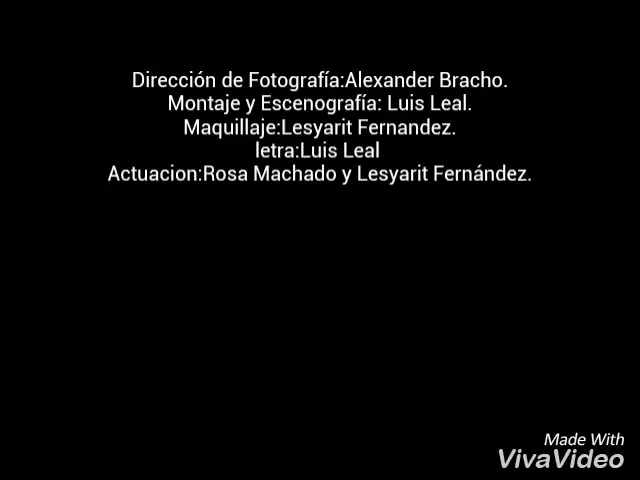 Dirección de Fotografía:Alexander Bracho.
Montaje y Escenografía: Luis Leal.
Maquillaje:Lesyarit Fernandez.
letra:Luis Leal
Actuacion:Rosa Machado y Lesyarit Fernández.
Made With
VivaVideo